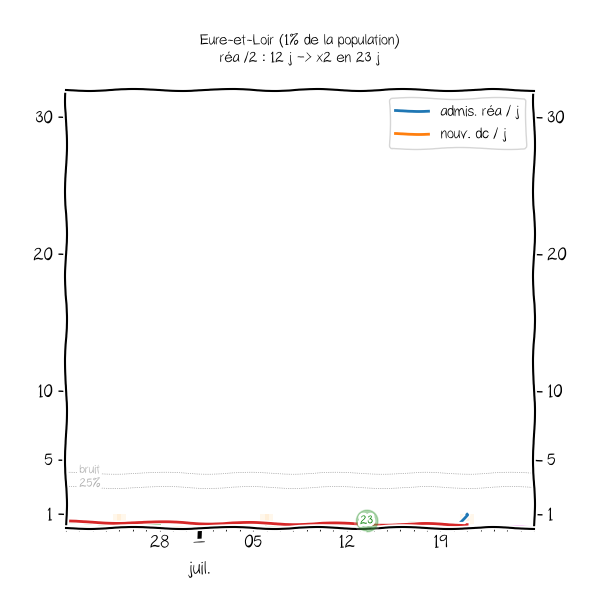 Eure-et-Loir (1% de la population)
réa /2 : 12 j -> x2 en 23 j
admis. réa / j
nouv. dc / j
30 30
20 20
10 10
5 5
bruit
25%
1 1
23
28 05 12 19
juil.